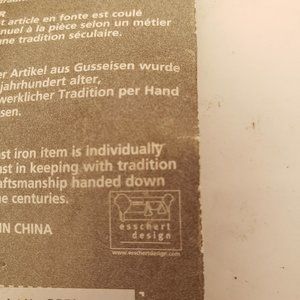 R
t article en fonte est coulé
nuel à la pièce selon un métier
une tradition séculaire.
er Artikel aus Gusseisen wurde
jahrhundert alter,
werklicher Tradition per Hand
sen.
st iron item is individually
ast in keeping with tradition
aftsmanship handed down
e centuries.
IN CHINA
esschert
design
www.esschertdesign.com